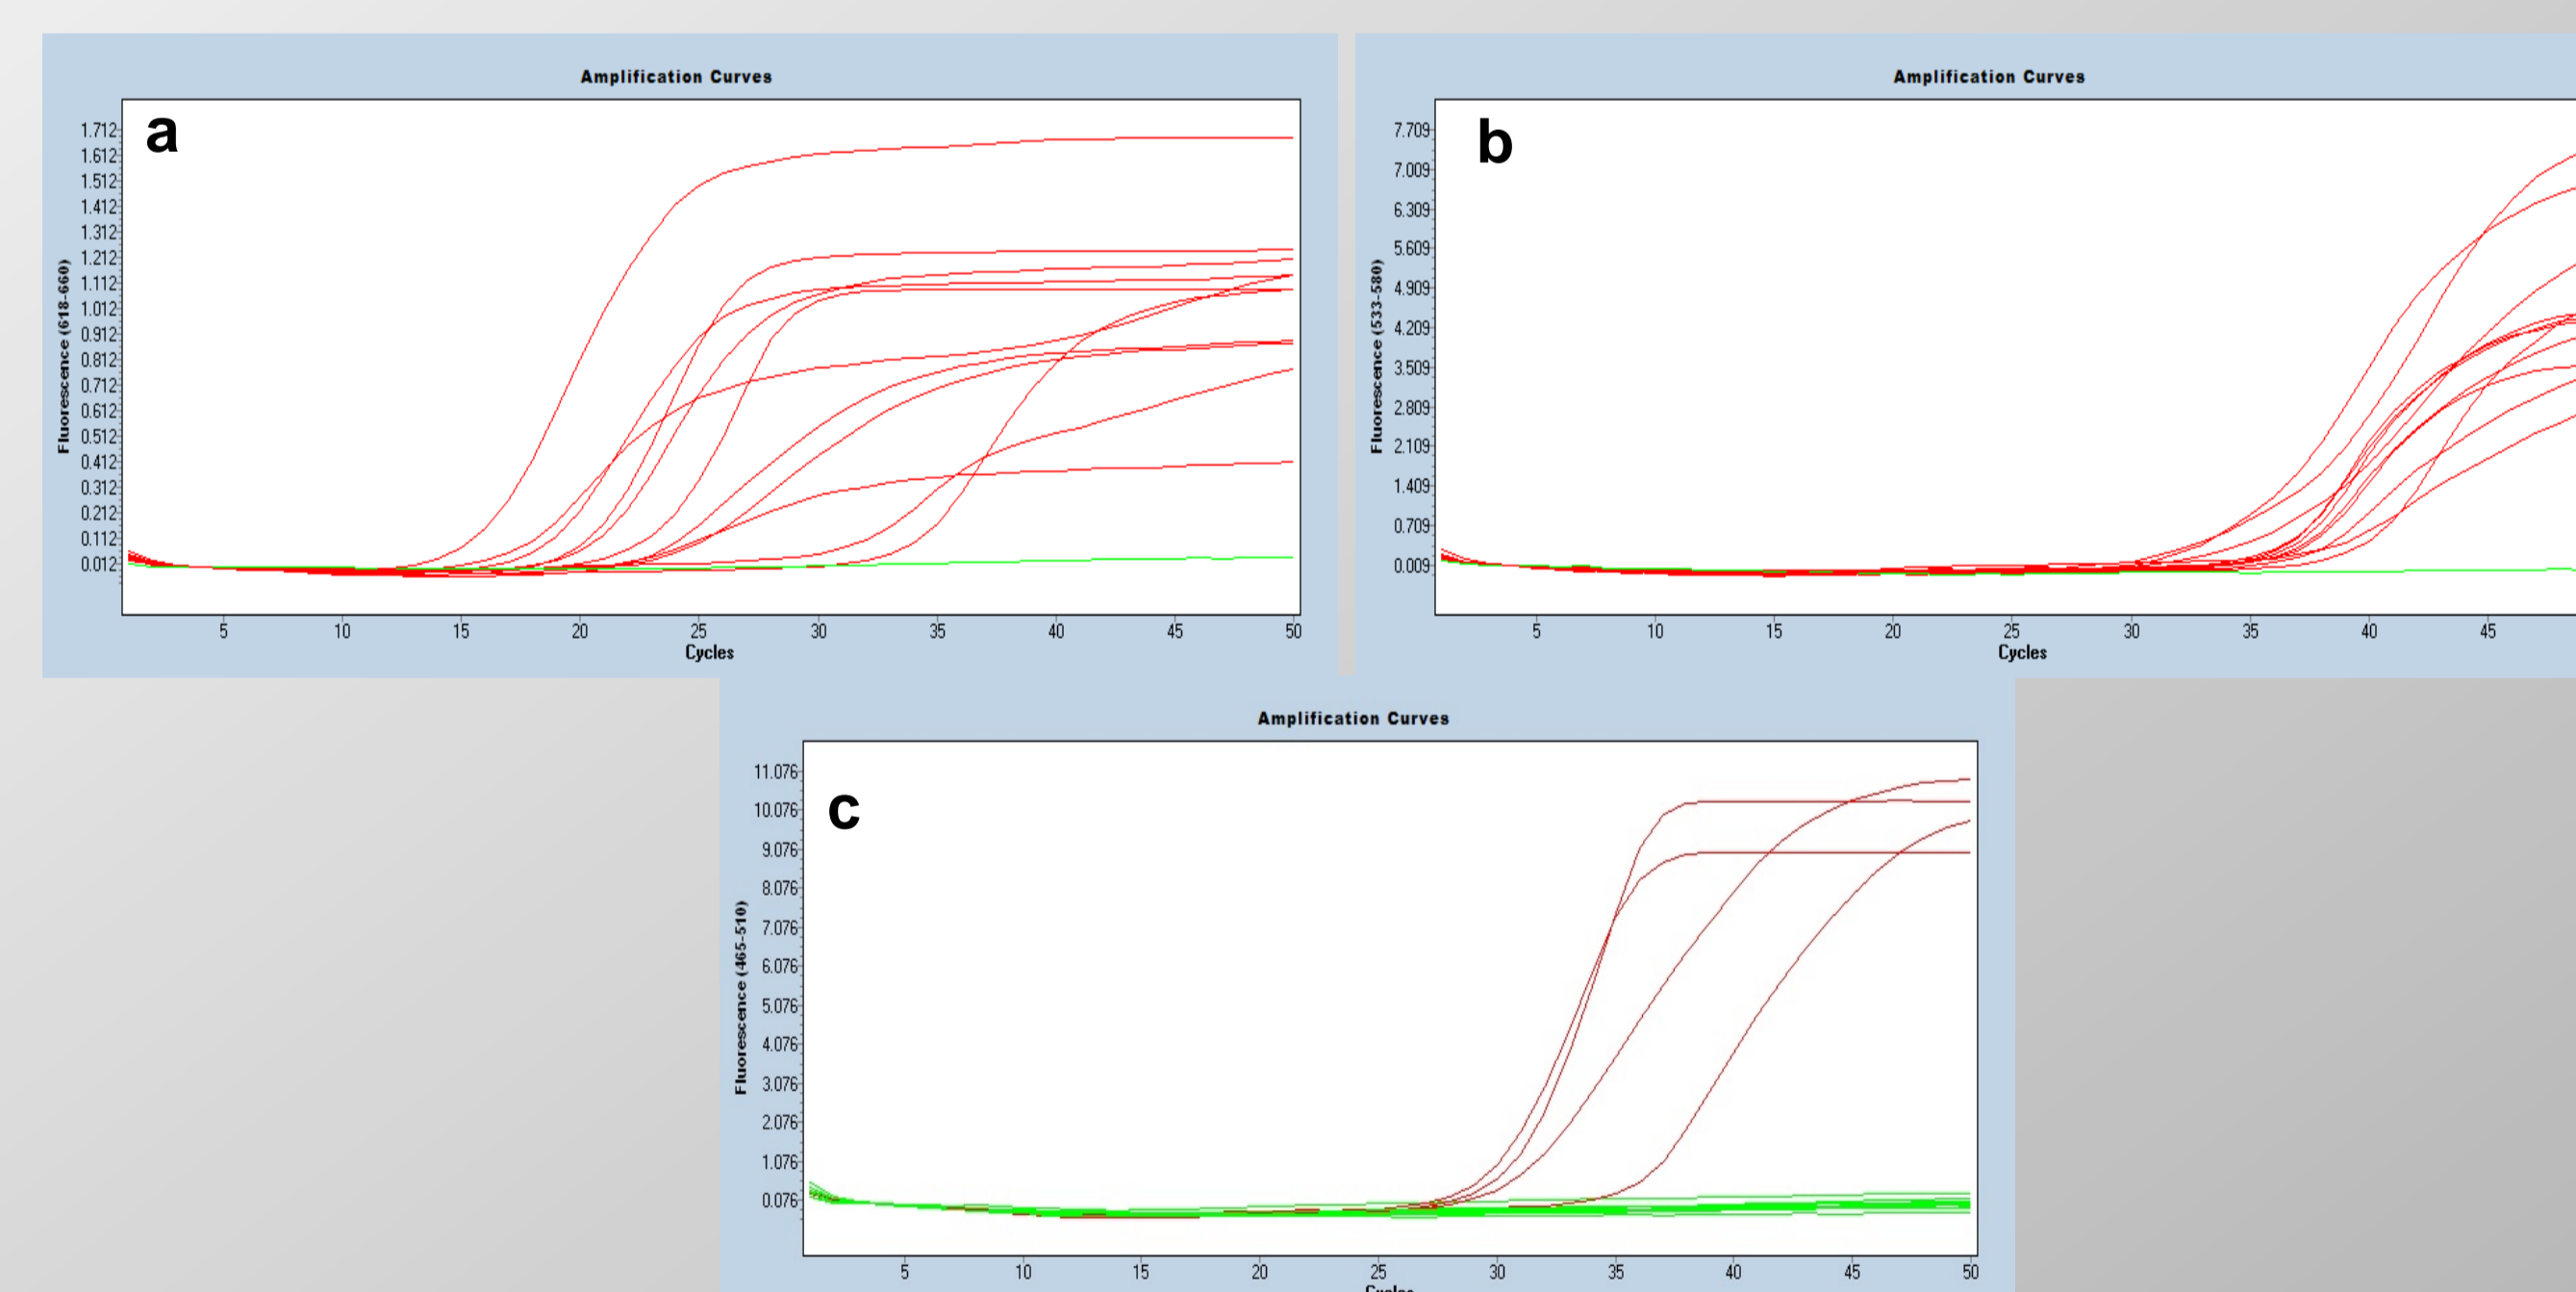 Amplification Curves
a
Fluorescence (618-660)
1.712
1.612
1.512
1.412
1.312
1.212
1.112
1.012
0.912
0.812
0.712
0.612
0.512
0.412
0.312
0.212
0.112
0.012
5 10 15 20 25 30 35 40 45 50
Cycles
Amplification Curves
b
Fluorescence (533-580)
7.709
7.009
6.309
5.609
4.909
4.209
3.509
2.809
2.109
1.409
0.709
0.009
5 10 15 20 25 30 35 40 45
Cycles
Amplification Curves
c
Fluorescence (465-510)
11.076
10.076
9.076
8.076
7.076
6.076
5.076
4.076
3.076
2.076
1.076
0.076
5 10 15 20 25 30 35 40 45 50
Cycles